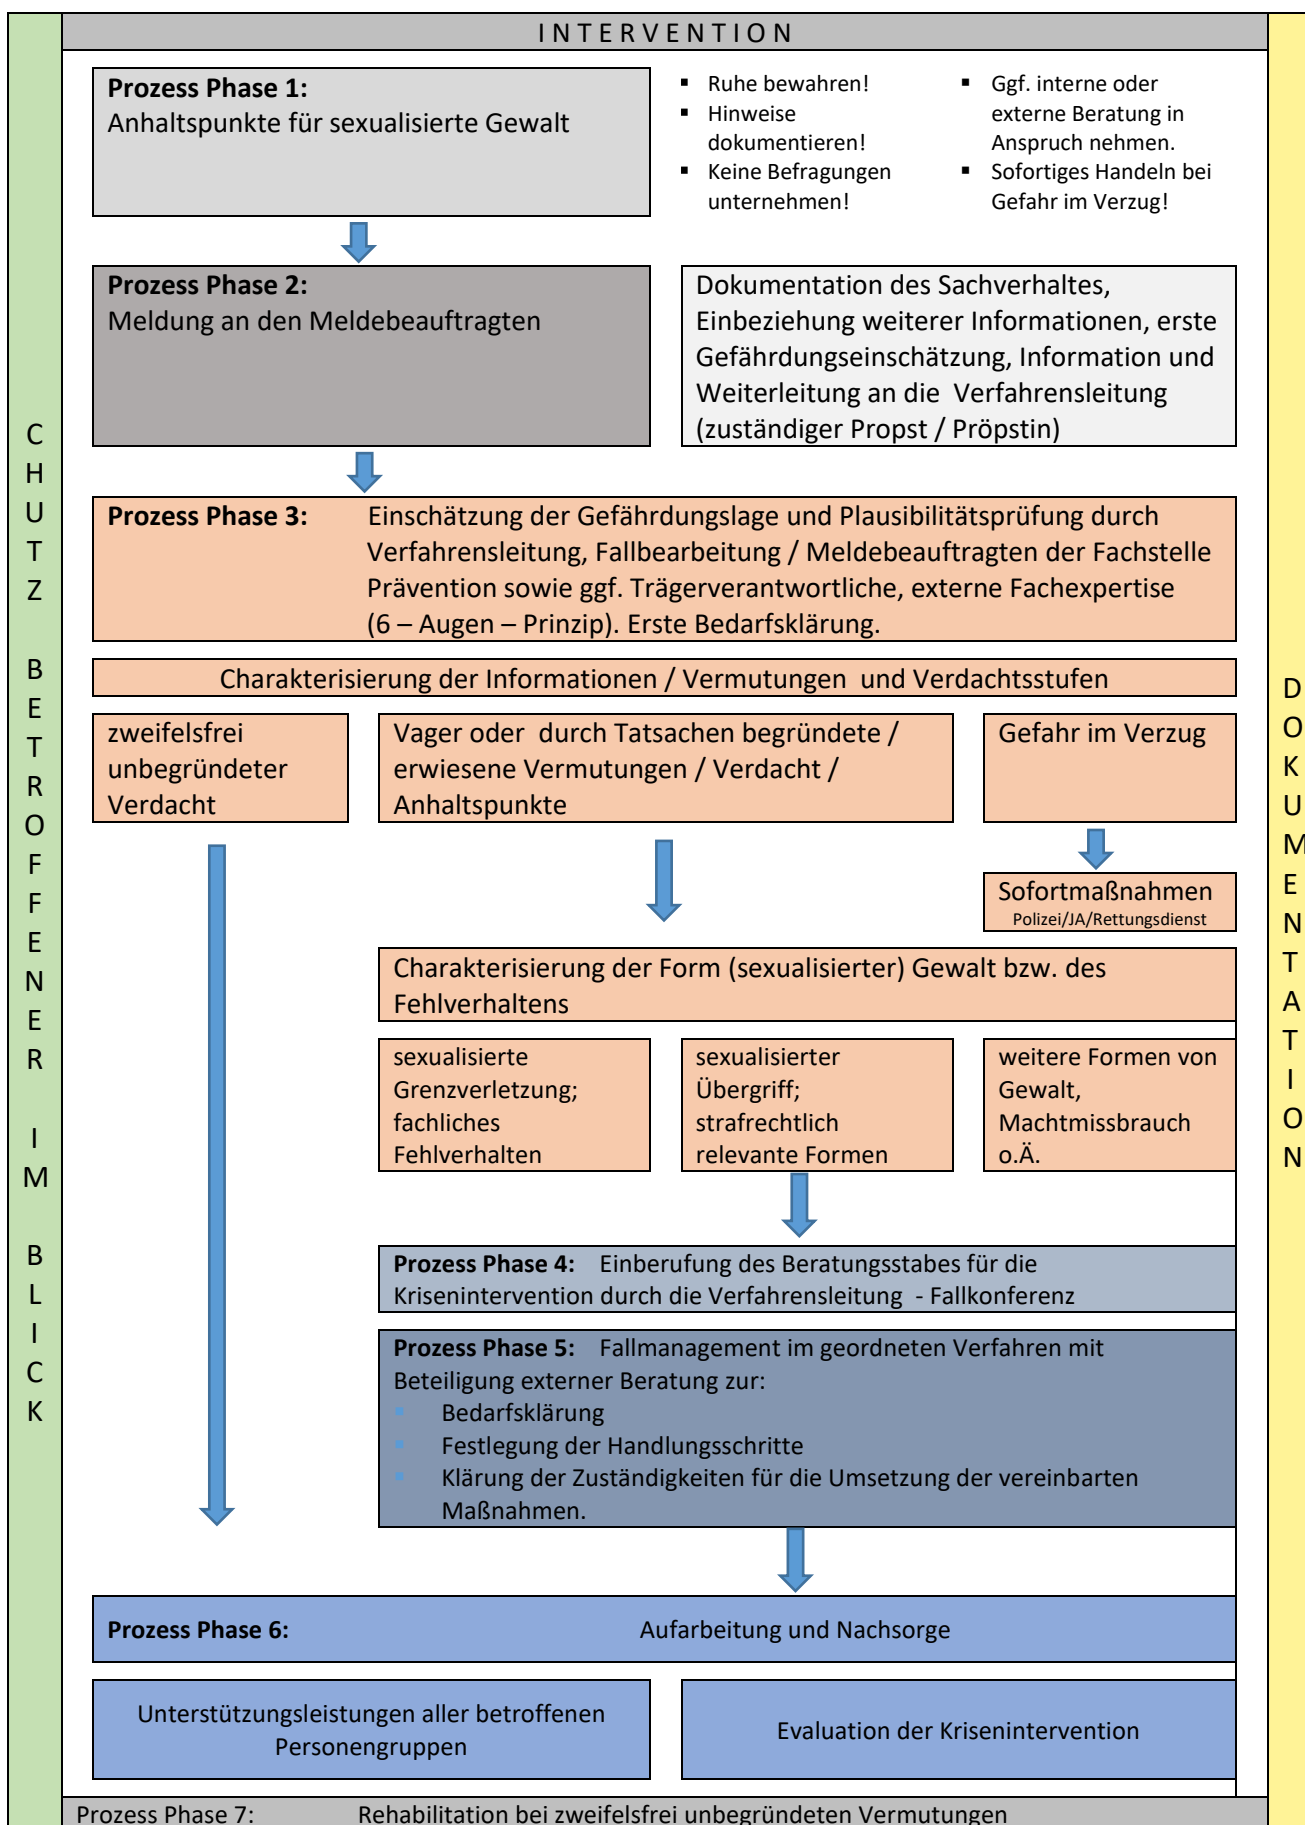 I N T E R V E N T I O N
Prozess Phase 1:
Anhaltspunkte für sexualisierte Gewalt
▪ Ruhe bewahren!
▪ Hinweise
dokumentieren!
▪ Keine Befragungen
unternehmen!
▪ Ggf. interne oder
externe Beratung in
Anspruch nehmen.
▪ Sofortiges Handeln bei
Gefahr im Verzug!
Prozess Phase 2:
Meldung an den Meldebeauftragten
Dokumentation des Sachverhaltes,
Einbeziehung weiterer Informationen, erste
Gefährdungseinschätzung, Information und
Weiterleitung an die Verfahrensleitung
(zuständiger Propst / Pröpstin)
Prozess Phase 3: Einschätzung der Gefährdungslage und Plausibilitätsprüfung durch
Verfahrensleitung, Fallbearbeitung / Meldebeauftragten der Fachstelle
Prävention sowie ggf. Trägerverantwortliche, externe Fachexpertise
(6 – Augen – Prinzip). Erste Bedarfsklärung.
Charakterisierung der Informationen / Vermutungen und Verdachtsstufen
zweifelsfrei
unbegründeter
Verdacht
Vager oder durch Tatsachen begründete /
erwiesene Vermutungen / Verdacht /
Anhaltspunkte
Gefahr im Verzug
Sofortmaßnahmen
Polizei/JA/Rettungsdienst
Charakterisierung der Form (sexualisierter) Gewalt bzw. des
Fehlverhaltens
sexualisierte
Grenzverletzung;
fachliches
Fehlverhalten
sexualisierter
Übergriff;
strafrechtlich
relevante Formen
weitere Formen von
Gewalt,
Machtmissbrauch
o.Ä.
Prozess Phase 4: Einberufung des Beratungsstabes für die
Krisenintervention durch die Verfahrensleitung - Fallkonferenz
Prozess Phase 5: Fallmanagement im geordneten Verfahren mit
Beteiligung externer Beratung zur:
▪ Bedarfsklärung
▪ Festlegung der Handlungsschritte
▪ Klärung der Zuständigkeiten für die Umsetzung der vereinbarten
Maßnahmen.
Prozess Phase 6: Aufarbeitung und Nachsorge
Unterstützungsleistungen aller betroffenen
Personengruppen
Evaluation der Krisenintervention
Prozess Phase 7: Rehabilitation bei zweifelsfrei unbegründeten Vermutungen
C H U T Z B E T R O F F E N E R I M B L I C K
D O K U M E N T A T I O N